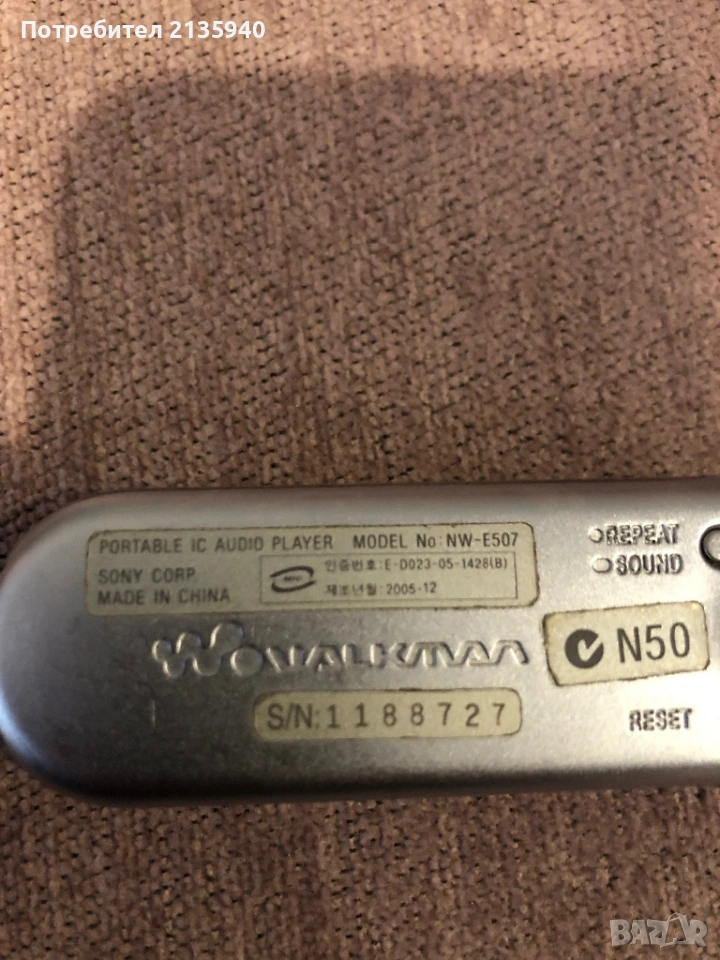 Потребител 2135940
PORTABLE IC AUDIO PLAYER MODEL No: NW-E507
SONY CORP.
MADE IN CHINA
인증번호:E-D023-05-1428(B)
제조년월:2005-12
REPEAT
SOUND
WALKMAN
N50
S/N:1188727
RESET
BAZAR